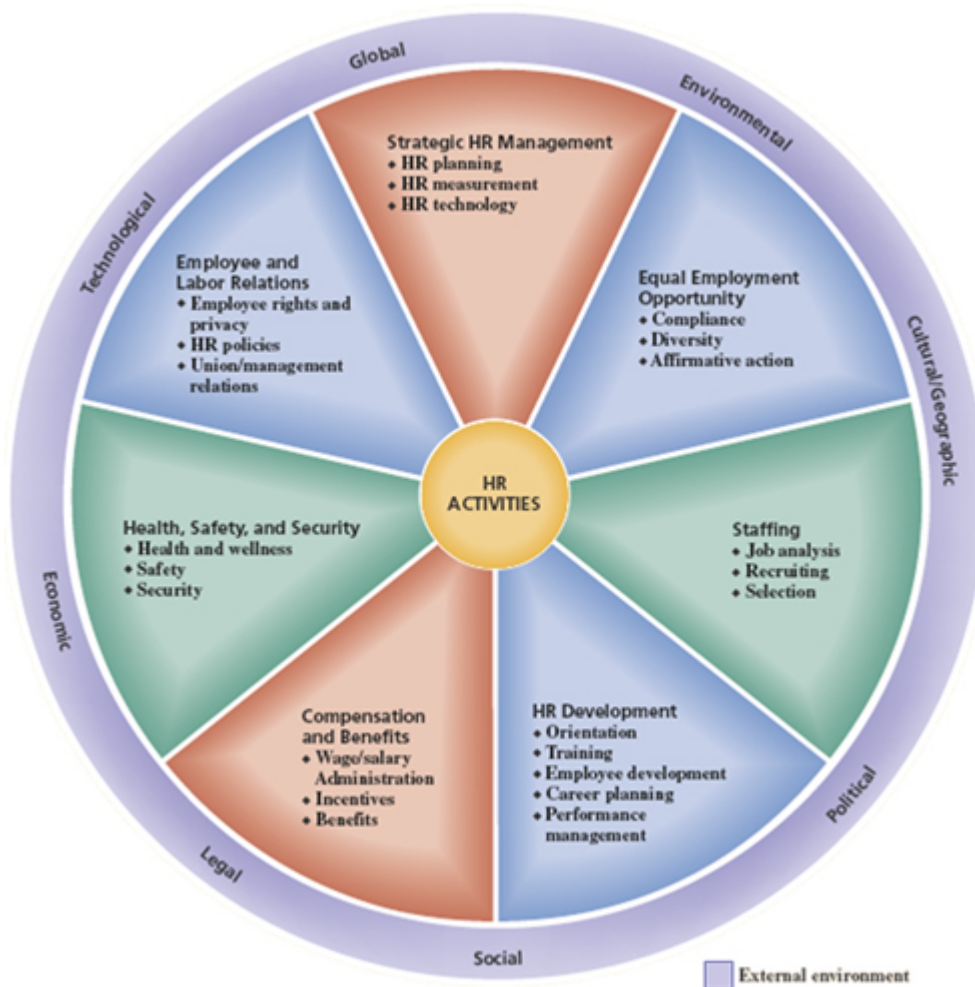 Global
Environmental
Technological
Cultural/Geographic
Economic
Political
Legal
Social
Strategic HR Management
◆ HR planning
◆ HR measurement
◆ HR technology
Employee and
Labor Relations
◆ Employee rights and
privacy
◆ HR policies
◆ Union/management
relations
Equal Employment
Opportunity
◆ Compliance
◆ Diversity
◆ Affirmative action
HR
ACTIVITIES
Health, Safety, and Security
◆ Health and wellness
◆ Safety
◆ Security
Staffing
◆ Job analysis
◆ Recruiting
◆ Selection
Compensation
and Benefits
◆ Wage/salary
Administration
◆ Incentives
◆ Benefits
HR Development
◆ Orientation
◆ Training
◆ Employee development
◆ Career planning
◆ Performance
management
External environment